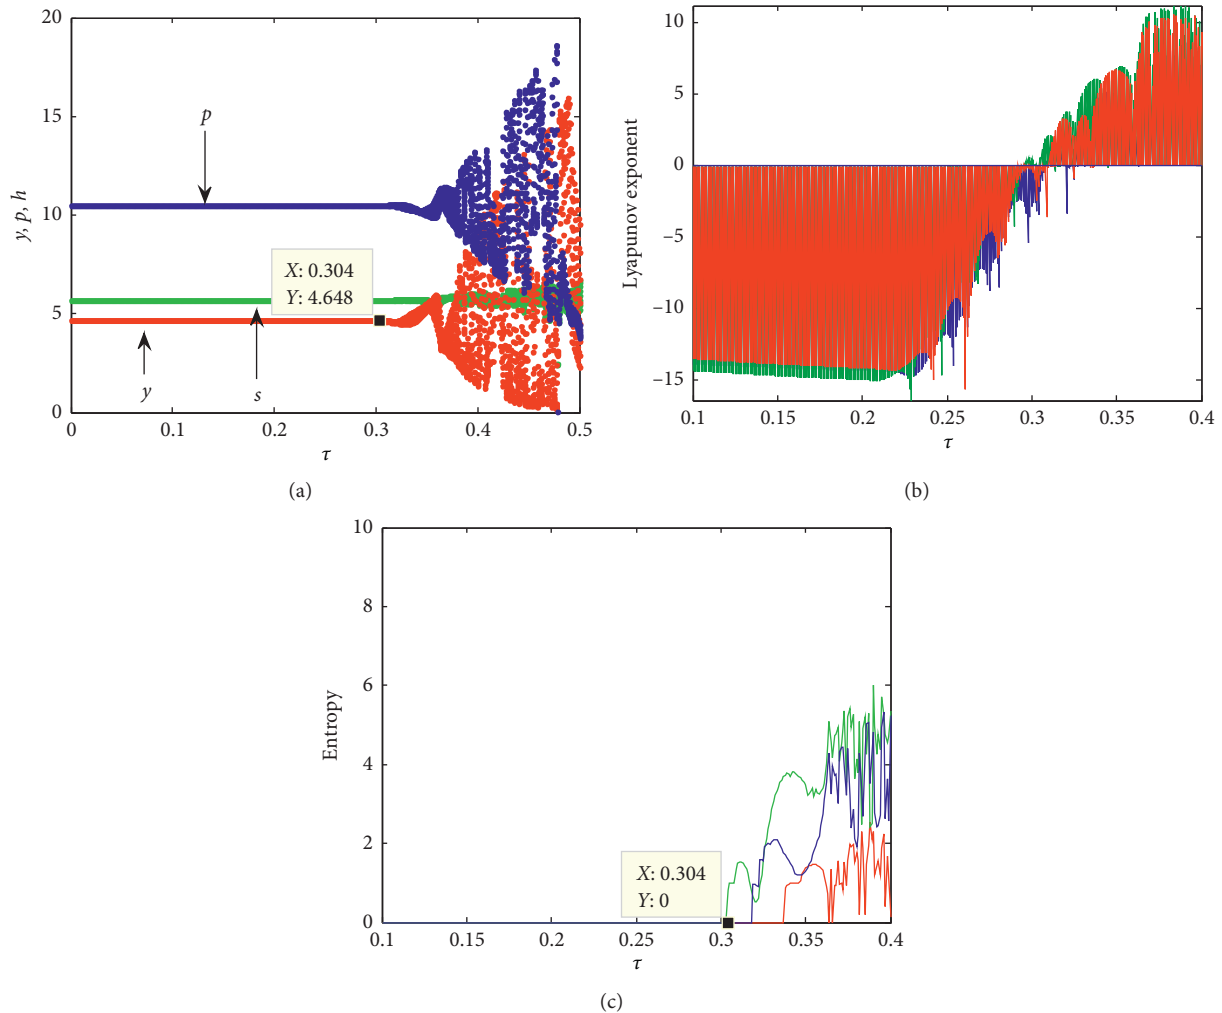 20
15
10
5
0
y, p, h
p
X: 0.304
Y: 4.648
y
s
0 0.1 0.2 0.3 0.4 0.5
τ
(a)
10
5
0
−5
−10
−15
Lyapunov exponent
0.1 0.15 0.2 0.25 0.3 0.35 0.4
τ
(b)
10
8
6
4
2
0
Entropy
X: 0.304
Y: 0
0.1 0.15 0.2 0.25 0.3 0.35 0.4
τ
(c)